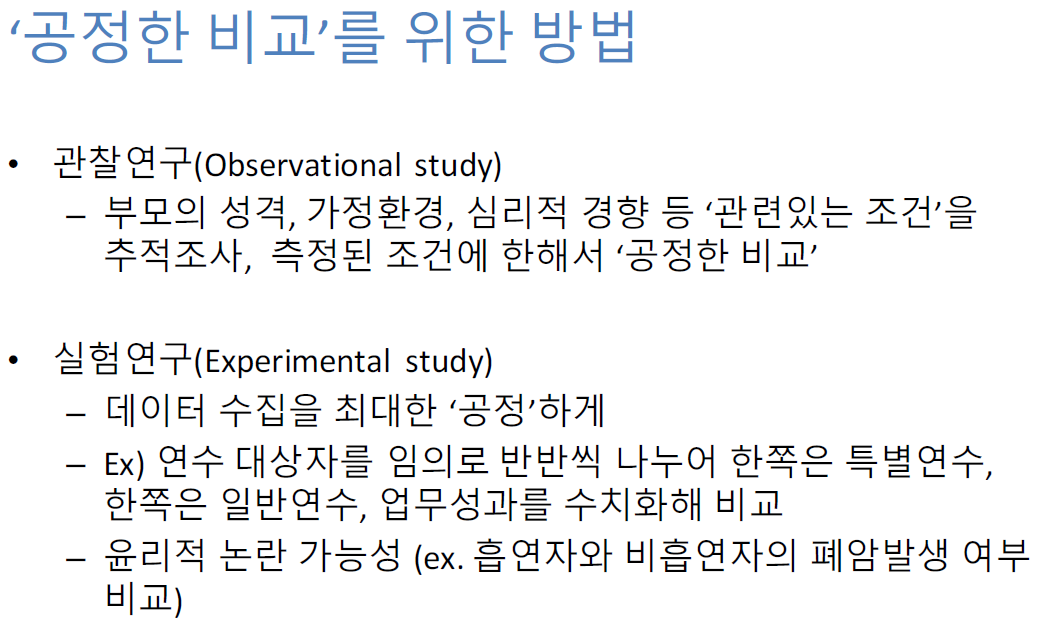 ‘공정한 비교’를 위한 방법
• 관찰연구(Observational study)
– 부모의 성격, 가정환경, 심리적 경향 등 ‘관련있는 조건’을
추적조사, 측정된 조건에 한해서 ‘공정한 비교’
• 실험연구(Experimental study)
– 데이터 수집을 최대한 ‘공정’하게
– Ex) 연수 대상자를 임의로 반반씩 나누어 한쪽은 특별연수,
한쪽은 일반연수, 업무성과를 수치화해 비교
– 윤리적 논란 가능성 (ex. 흡연자와 비흡연자의 폐암발생 여부
비교)